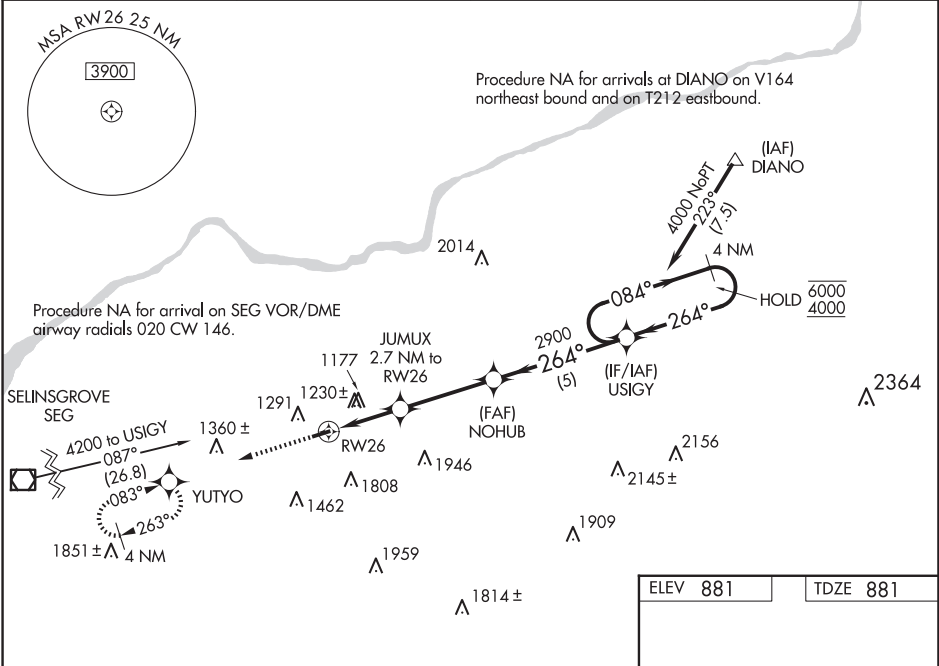 MSA RW26 25 NM
3900
Procedure NA for arrivals at DIANO on V164
northeast bound and on T212 eastbound.
(IAF)
DIANO
4000 NoPT
223°
(7.5)
4 NM
2014
084°
HOLD
6000
4000
264°
Procedure NA for arrival on SEG VOR/DME
airway radials 020 CW 146.
2900
264°
(5)
JUMUX
2.7 NM to
RW26
(IF/IAF)
USIGY
1177
1230±
1291
2364
SELINSGROVE
SEG
(FAF)
NOHUB
4200 to USIGY
087°
(26.8)
1360 ±
RW26
1946
2156
2145±
083°
YUTYO
1808
1462
263°
1909
1851 ±
4 NM
1959
1814 ±
ELEV 881
TDZE 881